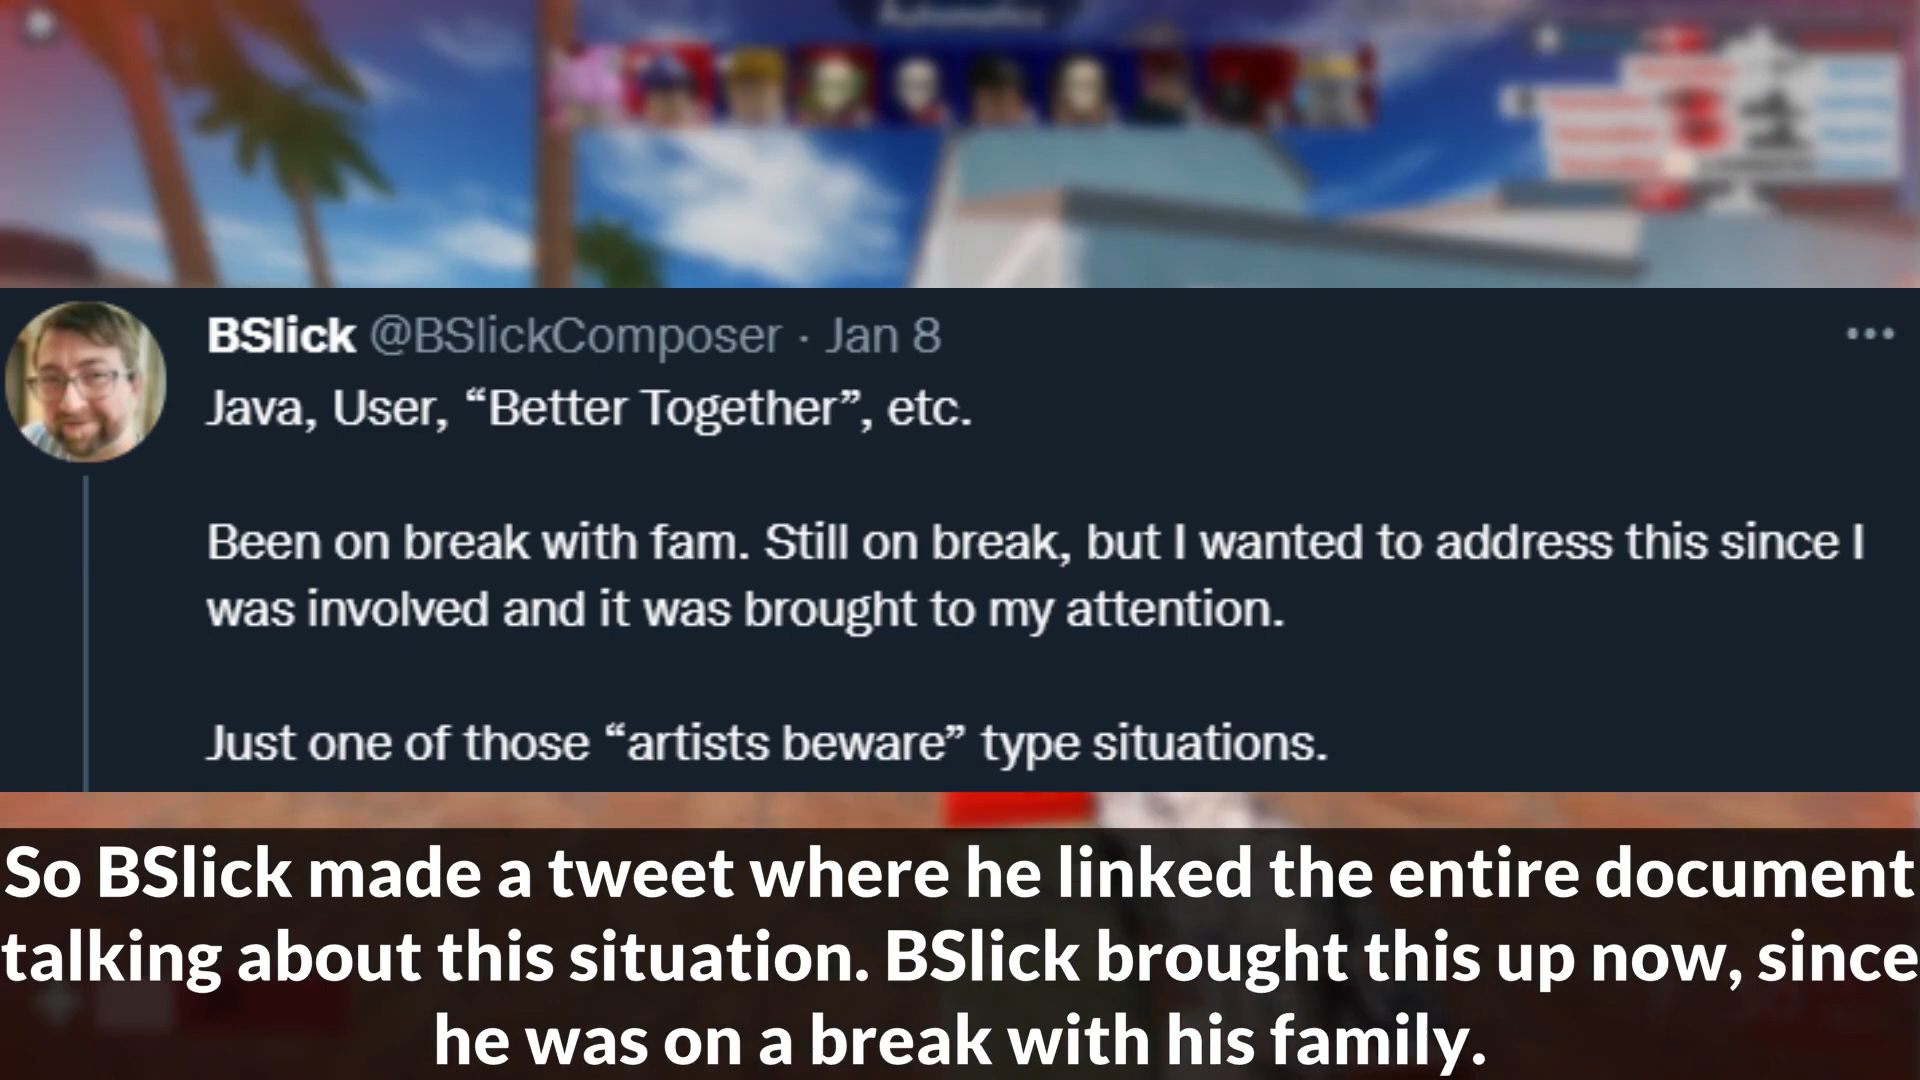 BSlick @BSlickComposer · Jan 8
Java, User, “Better Together”, etc.
Been on break with fam. Still on break, but I wanted to address this since I
was involved and it was brought to my attention.
Just one of those “artists beware” type situations.
So BSlick made a tweet where he linked the entire document
talking about this situation. BSlick brought this up now, since
he was on a break with his family.